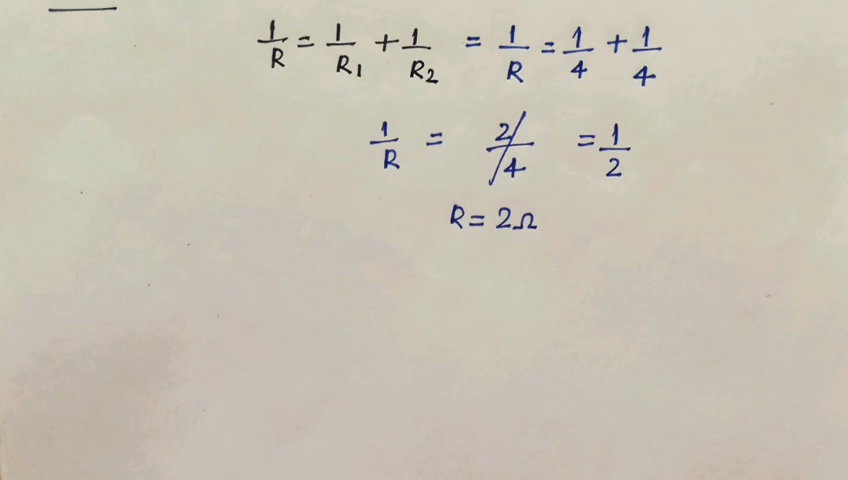 1/R = 1/R₁ + 1/R₂ = 1/R = 1/4 + 1/4
1/R = 2/4 = 1/2
R = 2Ω